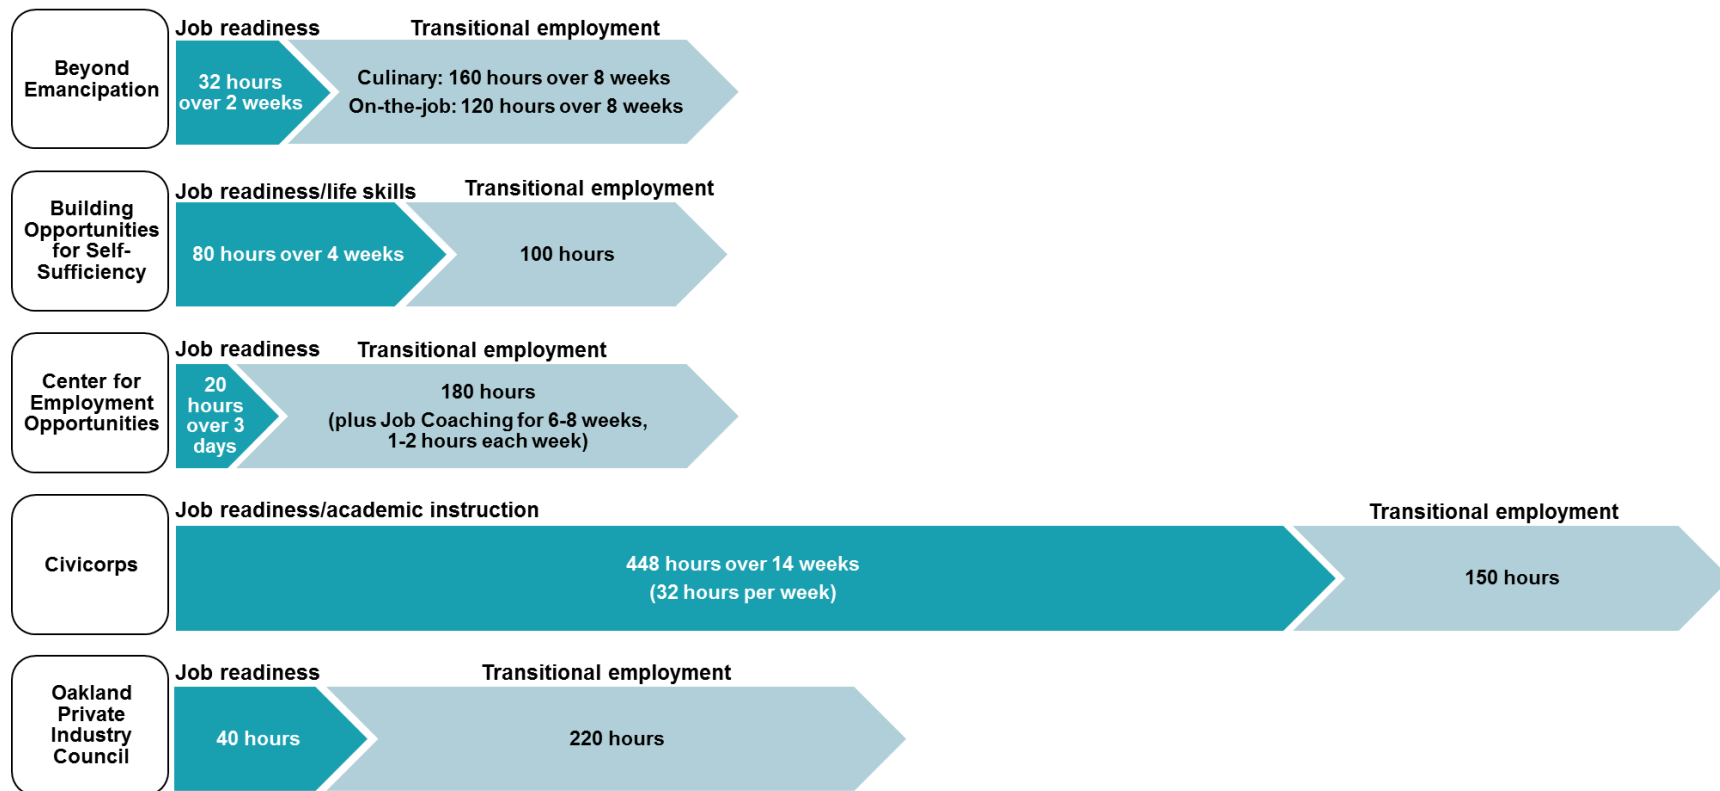 Beyond
Emancipation
Job readiness
32 hours
over 2 weeks
Transitional employment
Culinary: 160 hours over 8 weeks
On-the-job: 120 hours over 8 weeks
Building
Opportunities
for Self-
Sufficiency
Job readiness/life skills
80 hours over 4 weeks
Transitional employment
100 hours
Center for
Employment
Opportunities
Job readiness
20
hours
over 3
days
Transitional employment
180 hours
(plus Job Coaching for 6-8 weeks,
1-2 hours each week)
Civicorps
Job readiness/academic instruction
448 hours over 14 weeks
(32 hours per week)
Transitional employment
150 hours
Oakland
Private
Industry
Council
Job readiness
40 hours
Transitional employment
220 hours